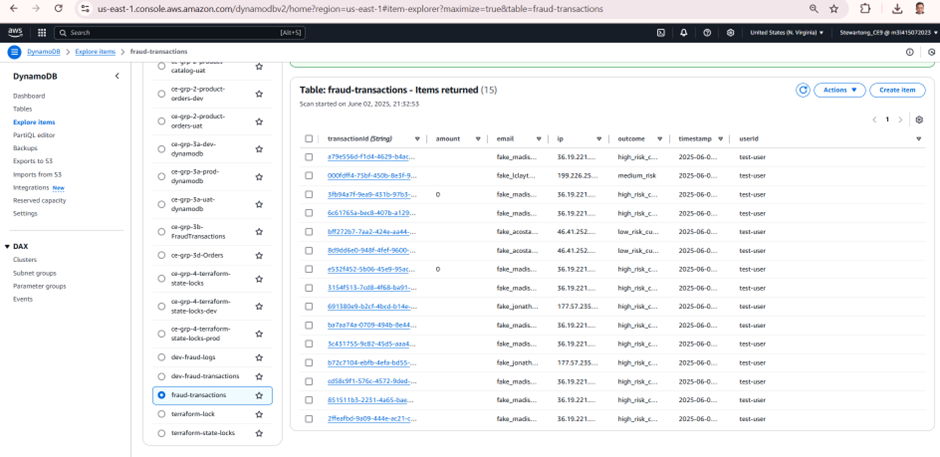 us-east-1.console.aws.amazon.com/dynamodbv2/home?region=us-east-1#item-explorer?maximize=true&table=fraud-transactions
aws
Search
[Alt+S]
United States (N. Virginia)
Stewartong_CE9 @ m3l415072023
DynamoDB
Explore items
fraud-transactions
DynamoDB
Dashboard
Tables
Explore items
PartiQL editor
Backups
Exports to S3
Imports from S3
Integrations New
Reserved capacity
Settings
DAX
Clusters
Subnet groups
Parameter groups
Events
ce-grp-2-product-
catalog-uat
ce-grp-2-product-
orders-dev
ce-grp-2-product-
orders-uat
ce-grp-3a-dev-
dynamodb
ce-grp-3a-prod-
dynamodb
ce-grp-3a-uat-
dynamodb
ce-grp-3b-
FraudTransactions
ce-grp-3d-Orders
ce-grp-4-terraform-
state-locks
ce-grp-4-terraform-
state-locks-dev
ce-grp-4-terraform-
state-locks-prod
dev-fraud-logs
dev-fraud-transactions
fraud-transactions
terraform-lock
terraform-state-locks
Table: fraud-transactions - Items returned (15)
Scan started on June 02, 2025, 21:32:53
Actions
Create item
1
transactionId (String) amount email ip outcome timestamp userId
a79e556d-f1d4-4629-b4ac... fake_madis... 36.19.221.... high_risk_c... 2025-06-0... test-user
000fdff4-75bf-450b-8e3f-9... fake_lclayt... 199.226.25... medium_risk 2025-06-0... test-user
3fb94a7f-9ea9-431b-97b3-... 0 fake_madis... 36.19.221.... high_risk_c... 2025-06-0... test-user
6c61765a-bec8-407b-a129... fake_madis... 36.19.221.... high_risk_c... 2025-06-0... test-user
bff272b7-7aa2-424e-aa44-... fake_acosta... 46.41.252.... low_risk_cu... 2025-06-0... test-user
8d9dd6e0-948f-4fef-9600-... fake_acosta... 46.41.252.... low_risk_cu... 2025-06-0... test-user
e532f452-5b06-45e9-95ac... 0 fake_madis... 36.19.221.... high_risk_c... 2025-06-0... test-user
3154f513-7cd8-4f68-ba91-... fake_madis... 36.19.221.... high_risk_c... 2025-06-0... test-user
691380e9-b2cf-4bcd-b14e-... fake_jonath... 177.57.235... high_risk_c... 2025-06-0... test-user
ba7aa74a-0709-494b-8e44... fake_madis... 36.19.221.... high_risk_c... 2025-06-0... test-user
3c431755-9c82-45d5-aaa4... fake_madis... 36.19.221.... high_risk_c... 2025-06-0... test-user
b72c7104-ebfb-4efa-bd55-... fake_jonath... 177.57.235... high_risk_c... 2025-06-0... test-user
cd58c9f1-576c-4572-9ded-... fake_madis... 36.19.221.... high_risk_c... 2025-06-0... test-user
851511b3-2231-4a65-bac... fake_madis... 36.19.221.... high_risk_c... 2025-06-0... test-user
2ffeafbd-9a09-444e-ac21-c... fake_madis... 36.19.221.... high_risk_c... 2025-06-0... test-user